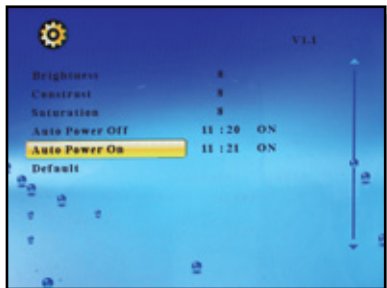 V1.1
Brightness 8
Construst 8
Saturation 8
Auto Power Off 11 :20 ON
Auto Power On 11 :21 ON
Default